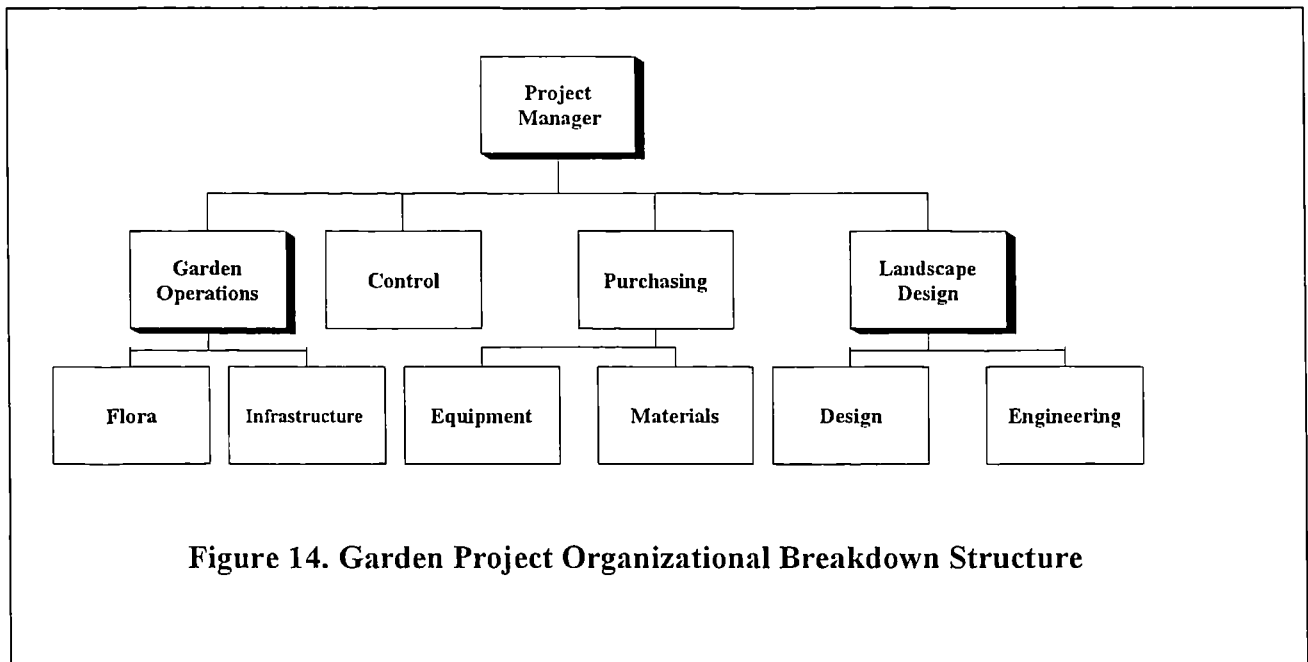 Project
Manager
Garden
Operations
Control
Purchasing
Landscape
Design
Flora
Infrastructure
Equipment
Materials
Design
Engineering
Figure 14. Garden Project Organizational Breakdown Structure